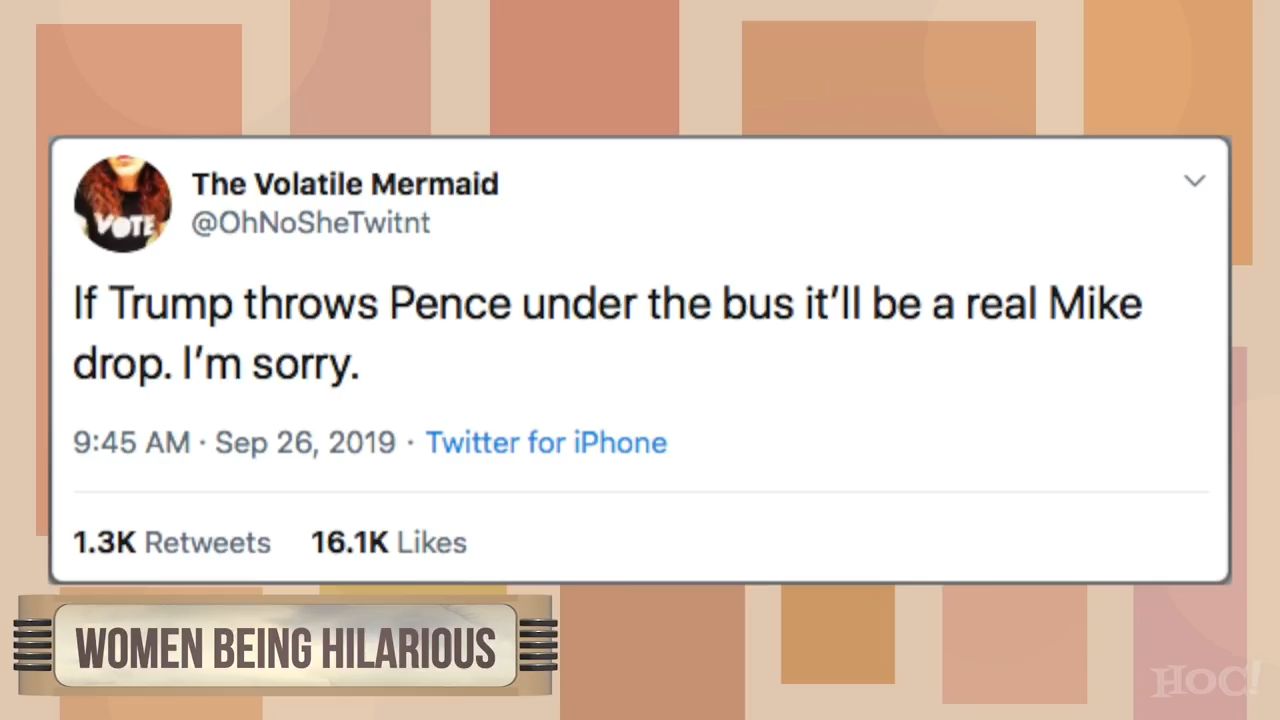 The Volatile Mermaid
@OhNoSheTwitnt
VOTE
If Trump throws Pence under the bus it’ll be a real Mike
drop. I’m sorry.
9:45 AM · Sep 26, 2019 · Twitter for iPhone
1.3K Retweets 16.1K Likes
WOMEN BEING HILARIOUS
HOC!